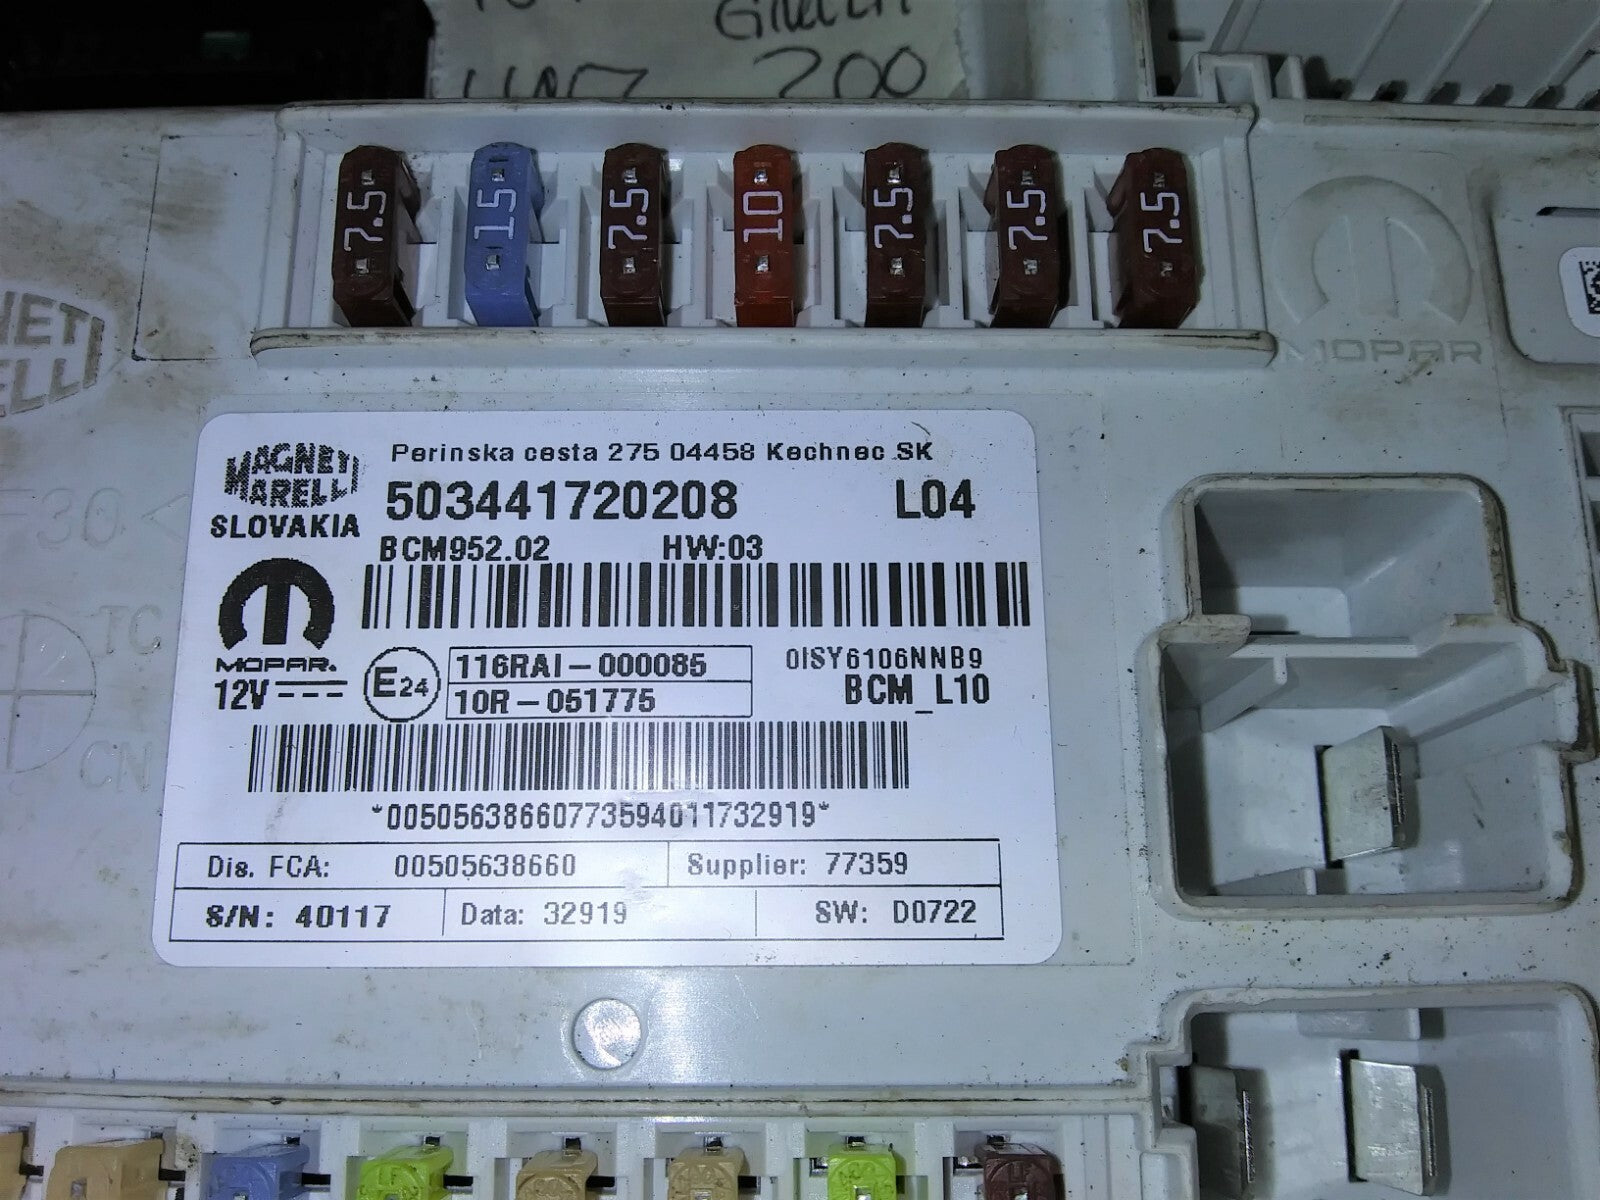 200
7.5 15 7.5 10 7.5 7.5 7.5
MOPAR
MAGNETI
MARELLI
SLOVAKIA
Perinska cesta 275 04458 Kechnec SK
503441720208 L04
BCM952.02 HW:03
MOPAR.
12V
E24
116RAI-000085
10R-051775
0ISY6106NNB9
BCM_L10
*00505638660773594011732919*
Dis. FCA: 00505638660 Supplier: 77359
S/N: 40117 Data: 32919 SW: D0722
TC
CN